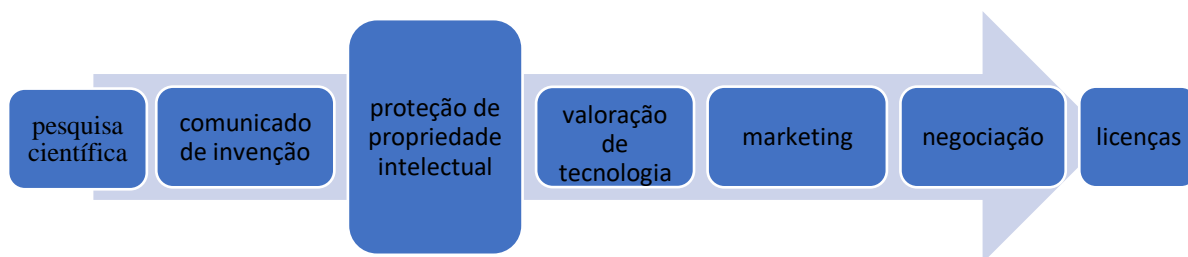 pesquisa
científica
comunicado
de invenção
proteção de
propriedade
intelectual
valoração
de
tecnologia
marketing
negociação
licenças